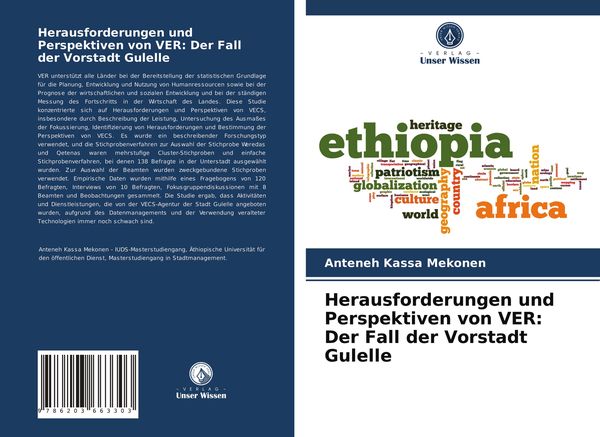 Herausforderungen und
Perspektiven von VER: Der Fall
der Vorstadt Gulelle
VER unterstützt alle Länder bei der Bereitstellung der statistischen Grundlage
für die Planung, Entwicklung und Nutzung von Humanressourcen sowie bei der
Prognose der wirtschaftlichen und sozialen Entwicklung und bei der ständigen
Messung des Fortschritts in der Wirtschaft des Landes. Diese Studie
konzentrierte sich auf Herausforderungen und Perspektiven von VECS,
insbesondere durch Beschreibung der Leistung, Untersuchung des Ausmaßes
der Fokussierung, Identifizierung von Herausforderungen und Bestimmung der
Perspektiven von VECS. Es wurde ein beschreibender Forschungstyp
verwendet, und die Stichprobenverfahren zur Auswahl der Stichprobe Weredas
und Qetenas waren mehrstufige Cluster-Stichproben und einfache
Stichprobenverfahren, bei denen 138 Befragte in der Unterstadt ausgewählt
wurden. Zur Auswahl der Beamten wurden zweckgebundene Stichproben
verwendet. Empirische Daten wurden mithilfe eines Fragebogens von 120
Befragten, Interviews von 10 Befragten, Fokusgruppendiskussionen mit 8
Beamten und Beobachtungen gesammelt. Die Studie ergab, dass Aktivitäten
und Dienstleistungen, die von der VECS-Agentur der Stadt Gulelle angeboten
wurden, aufgrund des Datenmanagements und der Verwendung veralteter
Technologien immer noch schwach sind.
Anteneh Kassa Mekonen - IUDS-Masterstudiengang, Äthiopische Universität für
den öffentlichen Dienst, Masterstudiengang in Stadtmanagement.
9 786203 663303
VERLAG
Unser Wissen
VERLAG
Unser Wissen
heritage
ethiopia
patriotism
globalization
culture
world
geography
country
nation
africa
Anteneh Kassa Mekonen
Herausforderungen und
Perspektiven von VER:
Der Fall der Vorstadt
Gulelle